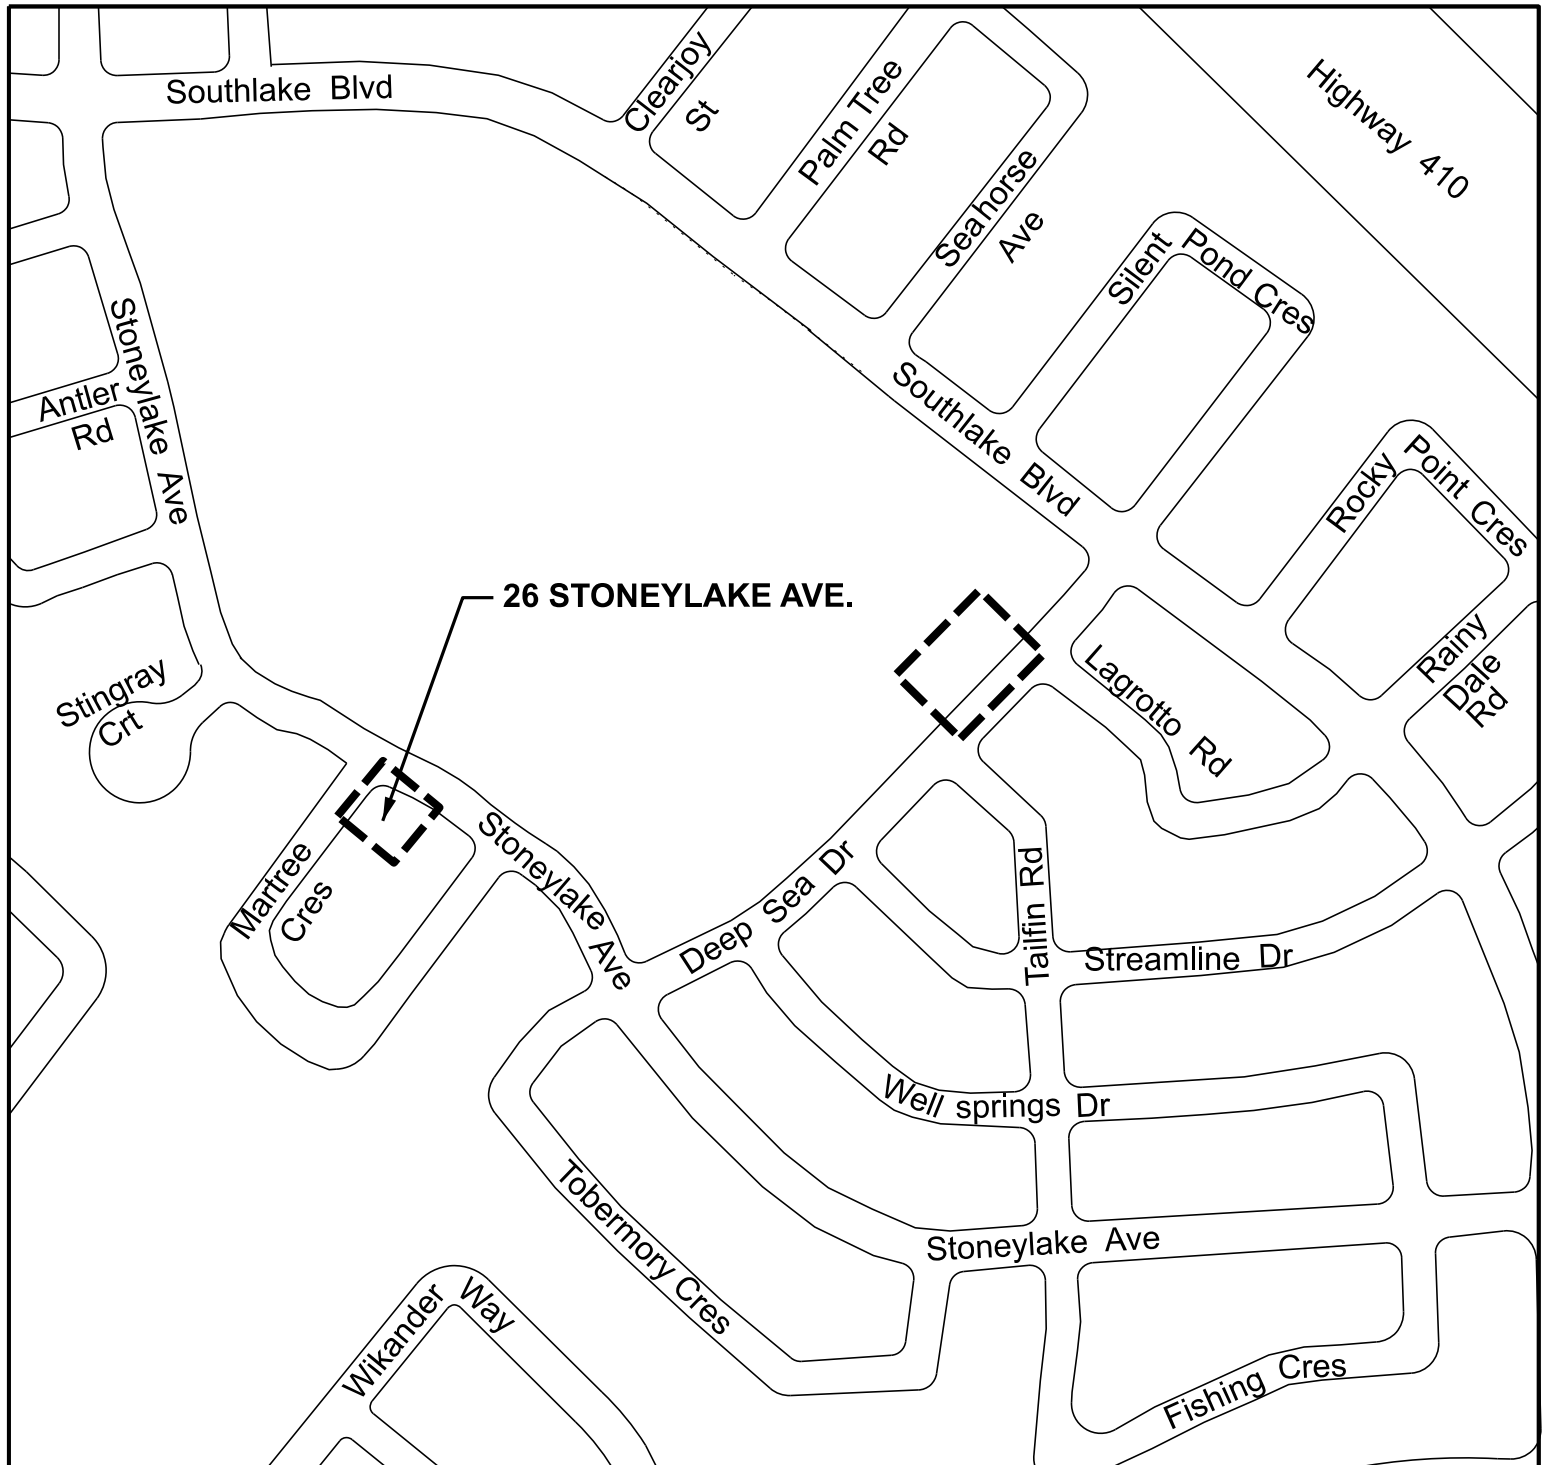 Southlake Blvd
Clearjoy
St
Palm Tree
Rd
Seahorse
Ave
Highway 410
Silent
Pond Cres
Stoneylake Ave
Antler
Rd
Southlake Blvd
Rocky
Point Cres
26 STONEYLAKE AVE.
Rainy
Dale
Rd
Lagrotto Rd
Stingray
Crt
Martree
Cres
Stoneylake Ave
Deep Sea Dr
Tailfin Rd
Streamline Dr
Well springs Dr
Tobermory Cres
Stoneylake Ave
Wikander Way
Fishing Cres